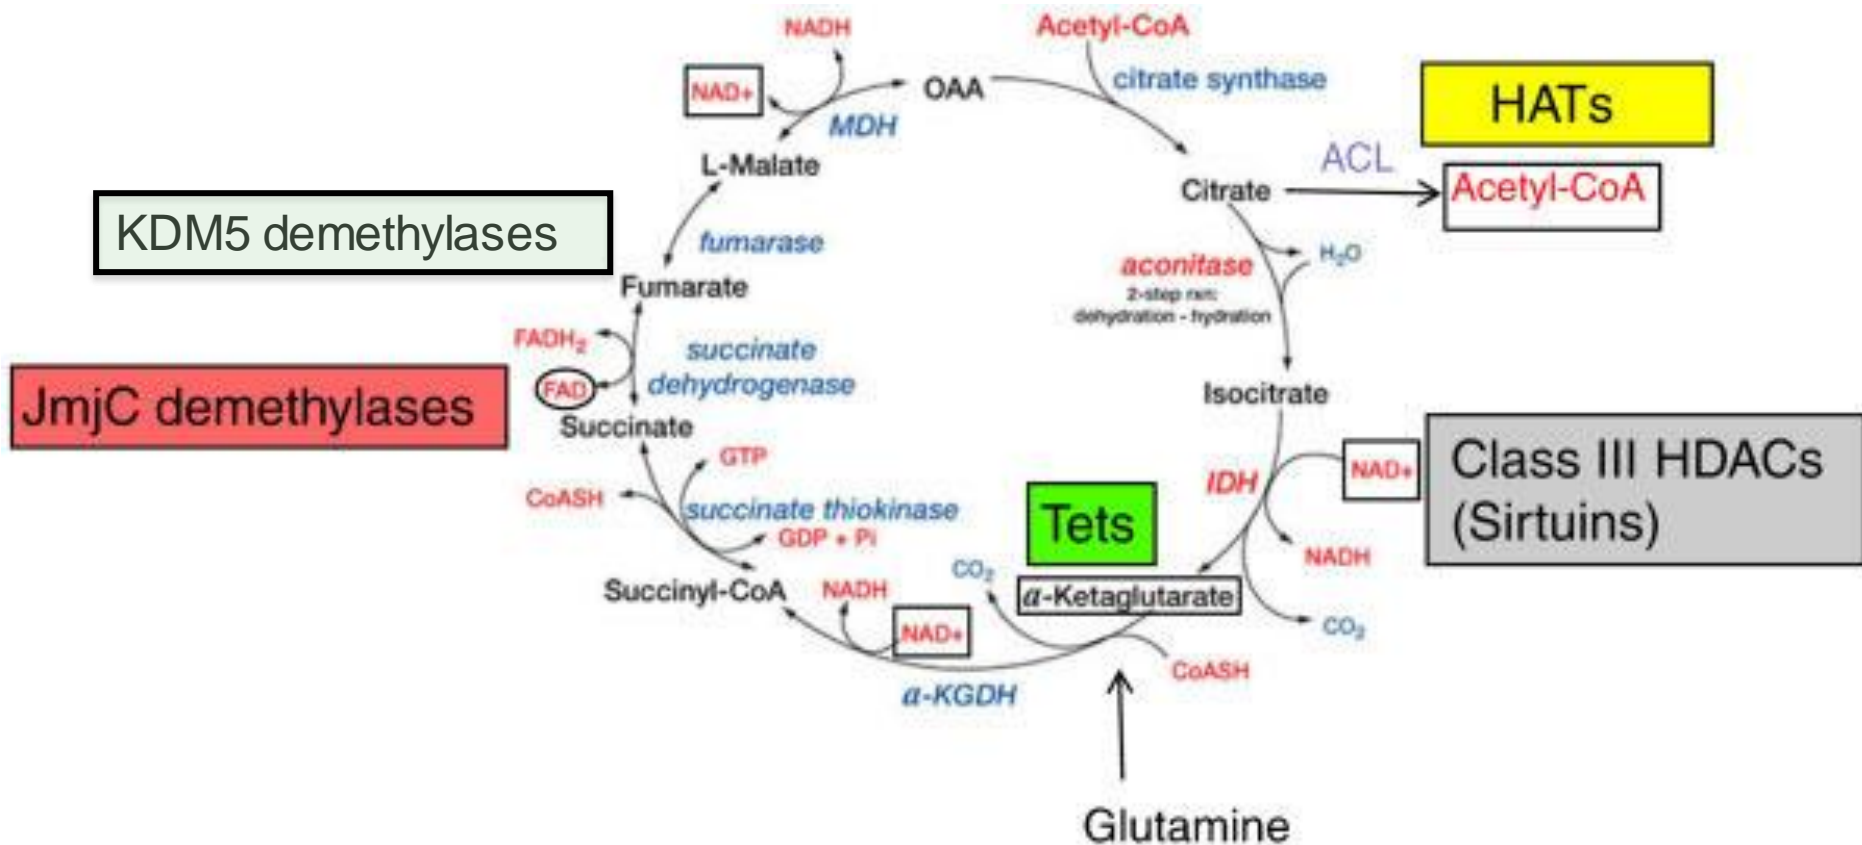 NADH
Acetyl-CoA
NAD+
OAA
citrate synthase
HATs
MDH
L-Malate
ACL
Citrate
Acetyl-CoA
KDM5 demethylases
fumarase
H₂O
aconitase
2-step rxn:
dehydration - hydration
Fumarate
FADH₂
succinate
dehydrogenase
FAD
JmjC demethylases
Succinate
Isocitrate
GTP
CoASH
succinate thiokinase
GDP + Pi
IDH
NAD+
Class III HDACs
(Sirtuins)
Tets
NADH
CO₂
α-Ketaglutarate
Succinyl-CoA
NADH
NAD+
CO₂
CoASH
α-KGDH
Glutamine